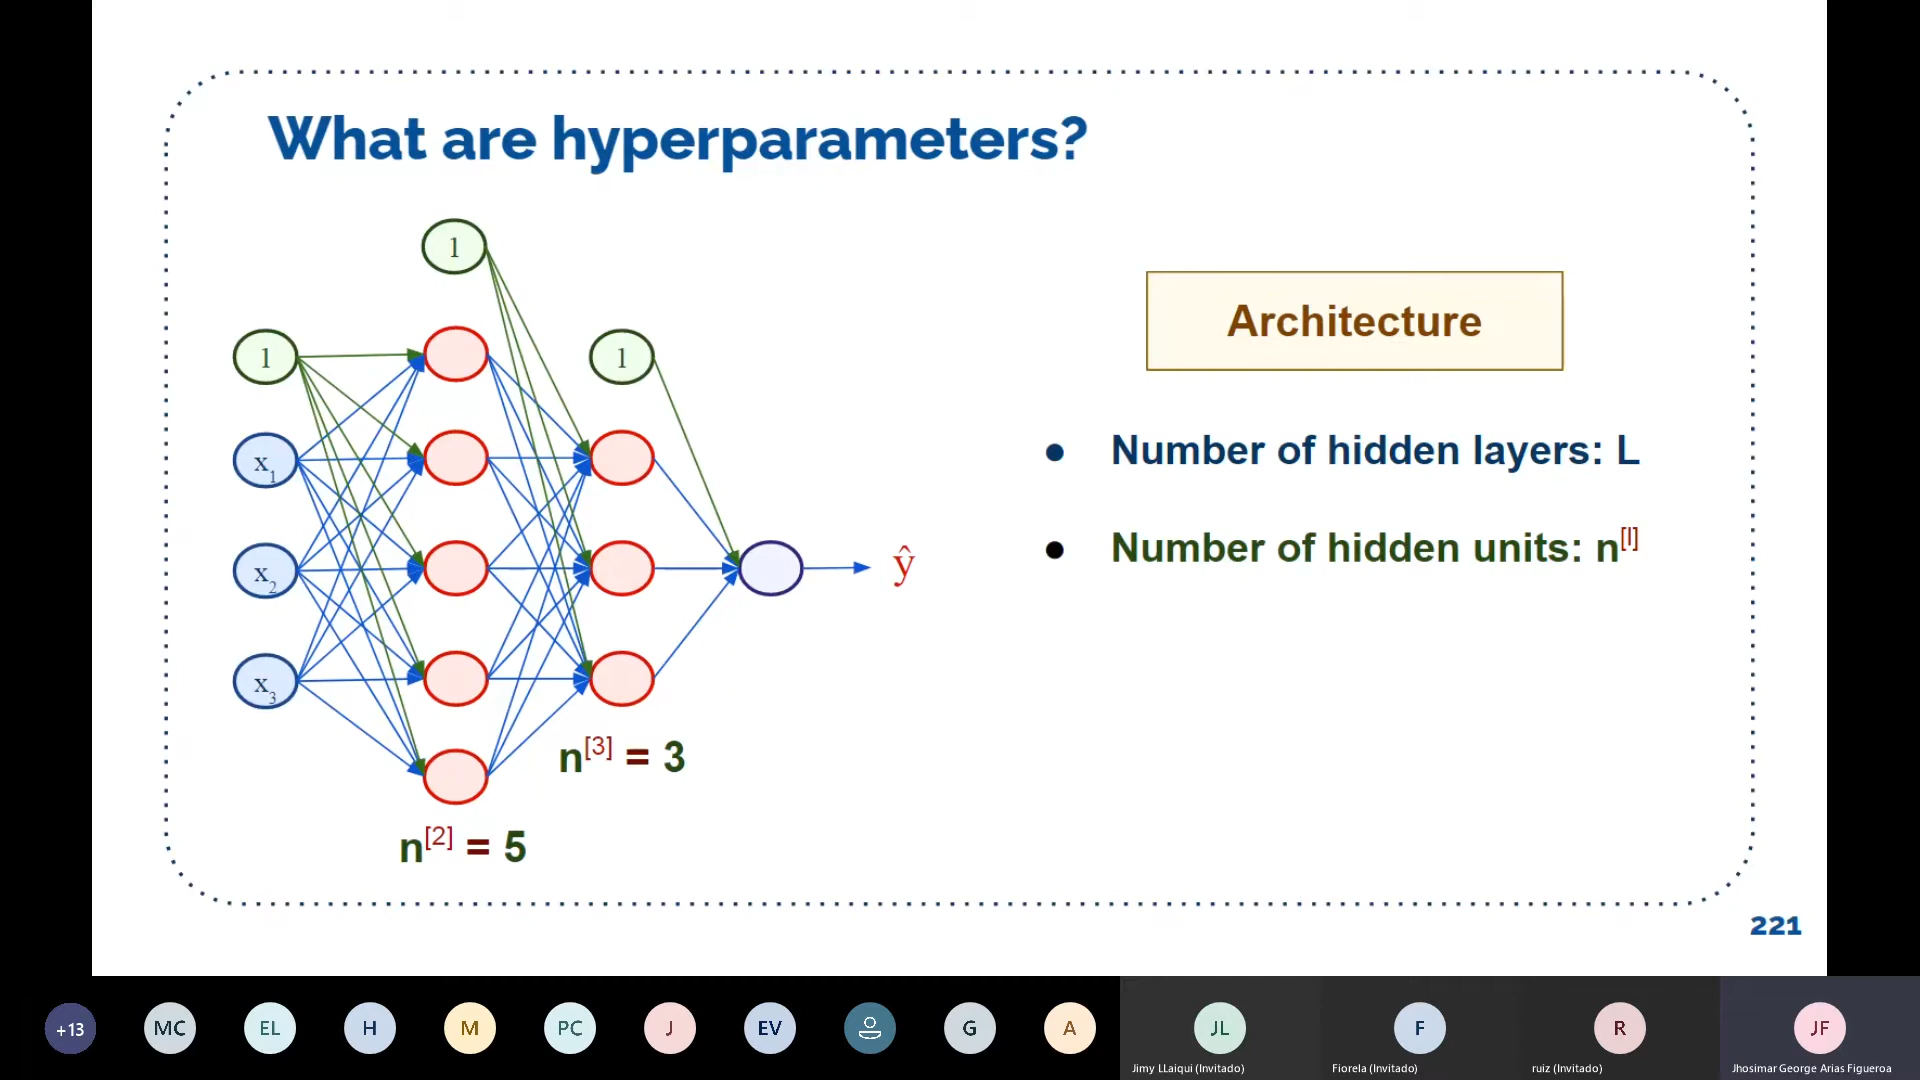 What are hyperparameters?
1
1
1
x1
x2
x3
ŷ
n[3] = 3
n[2] = 5
Architecture
● Number of hidden layers: L
● Number of hidden units: n[l]
221
+13
MC
EL
H
M
PC
J
EV
G
A
JL
F
R
JF
Jimy LLaiqui (Invitado)
Fiorela (Invitado)
ruiz (Invitado)
Jhosimar George Arias Figueroa